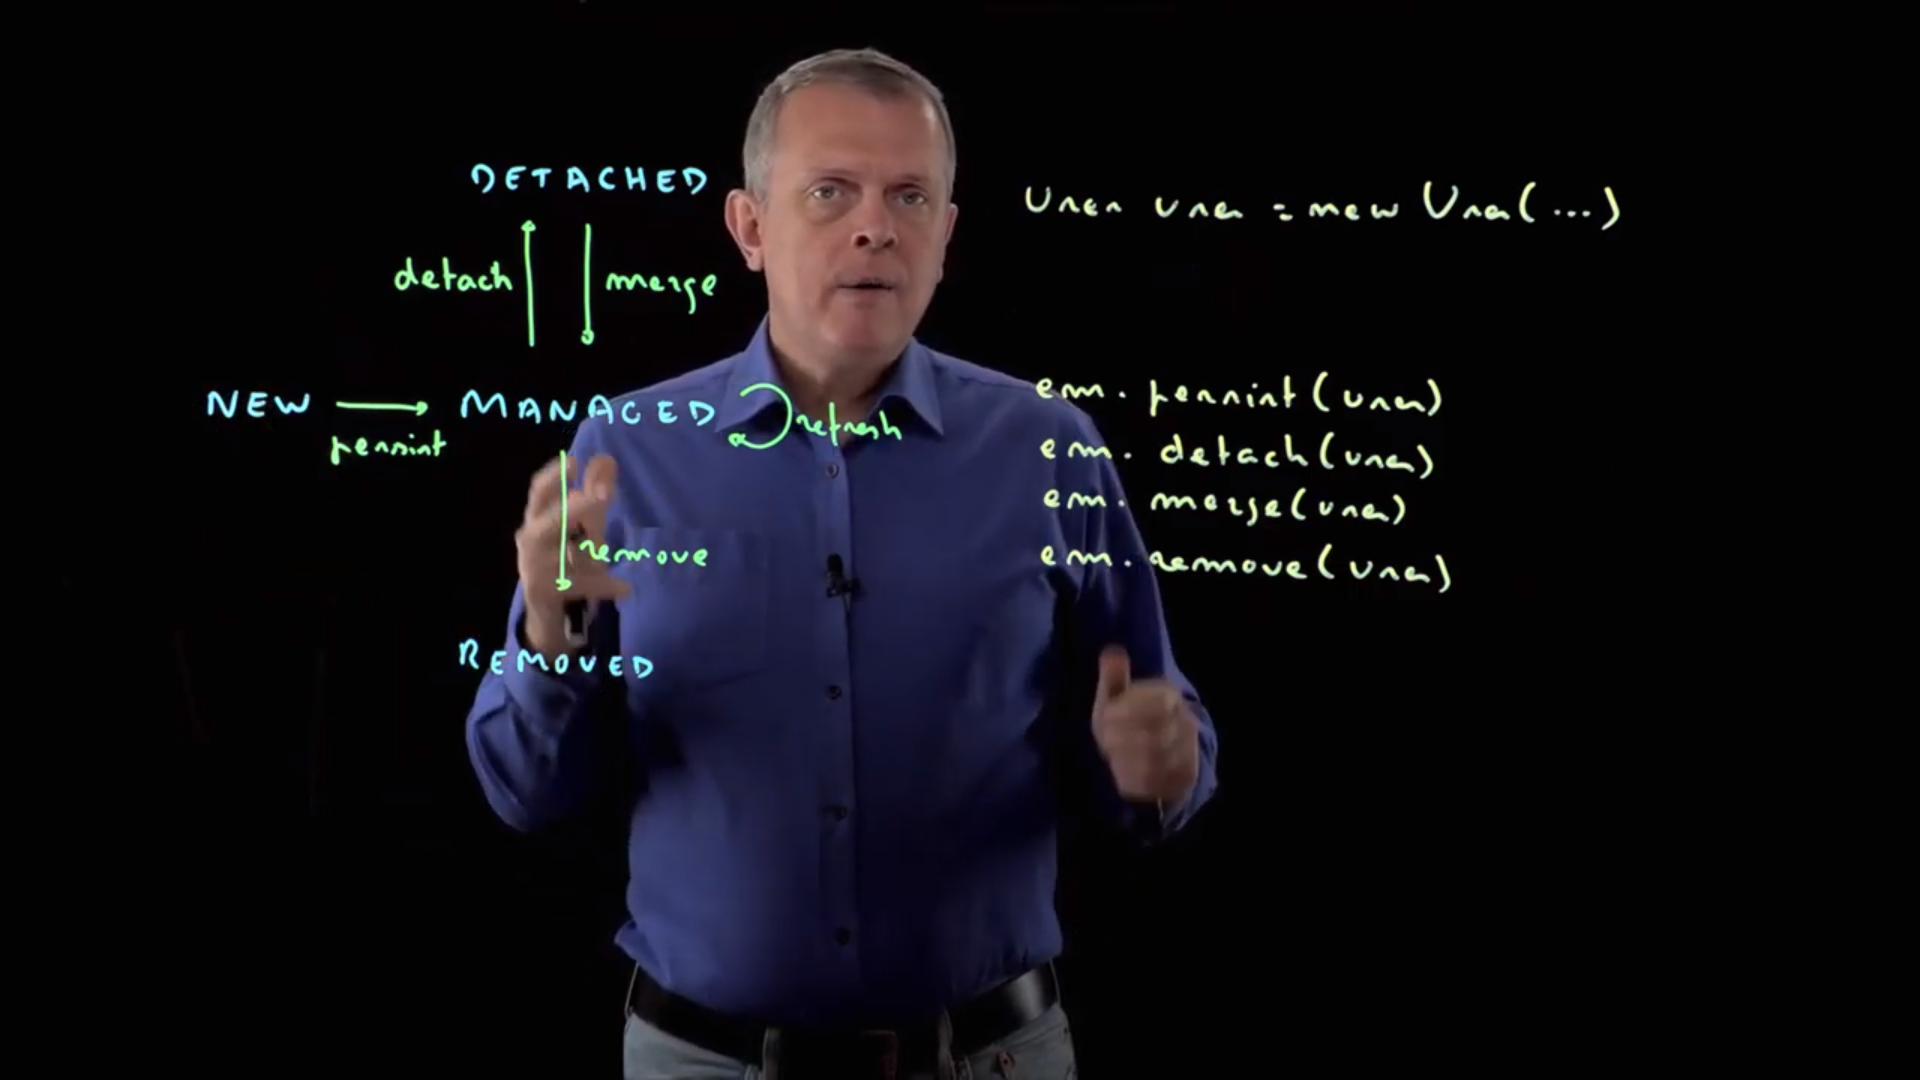 DETACHED
detach
merge
NEW
persist
MANAGED
refresh
remove
REMOVED
User user = new User(...)
em. persist(user)
em. detach(user)
em. merge(user)
em. remove(user)